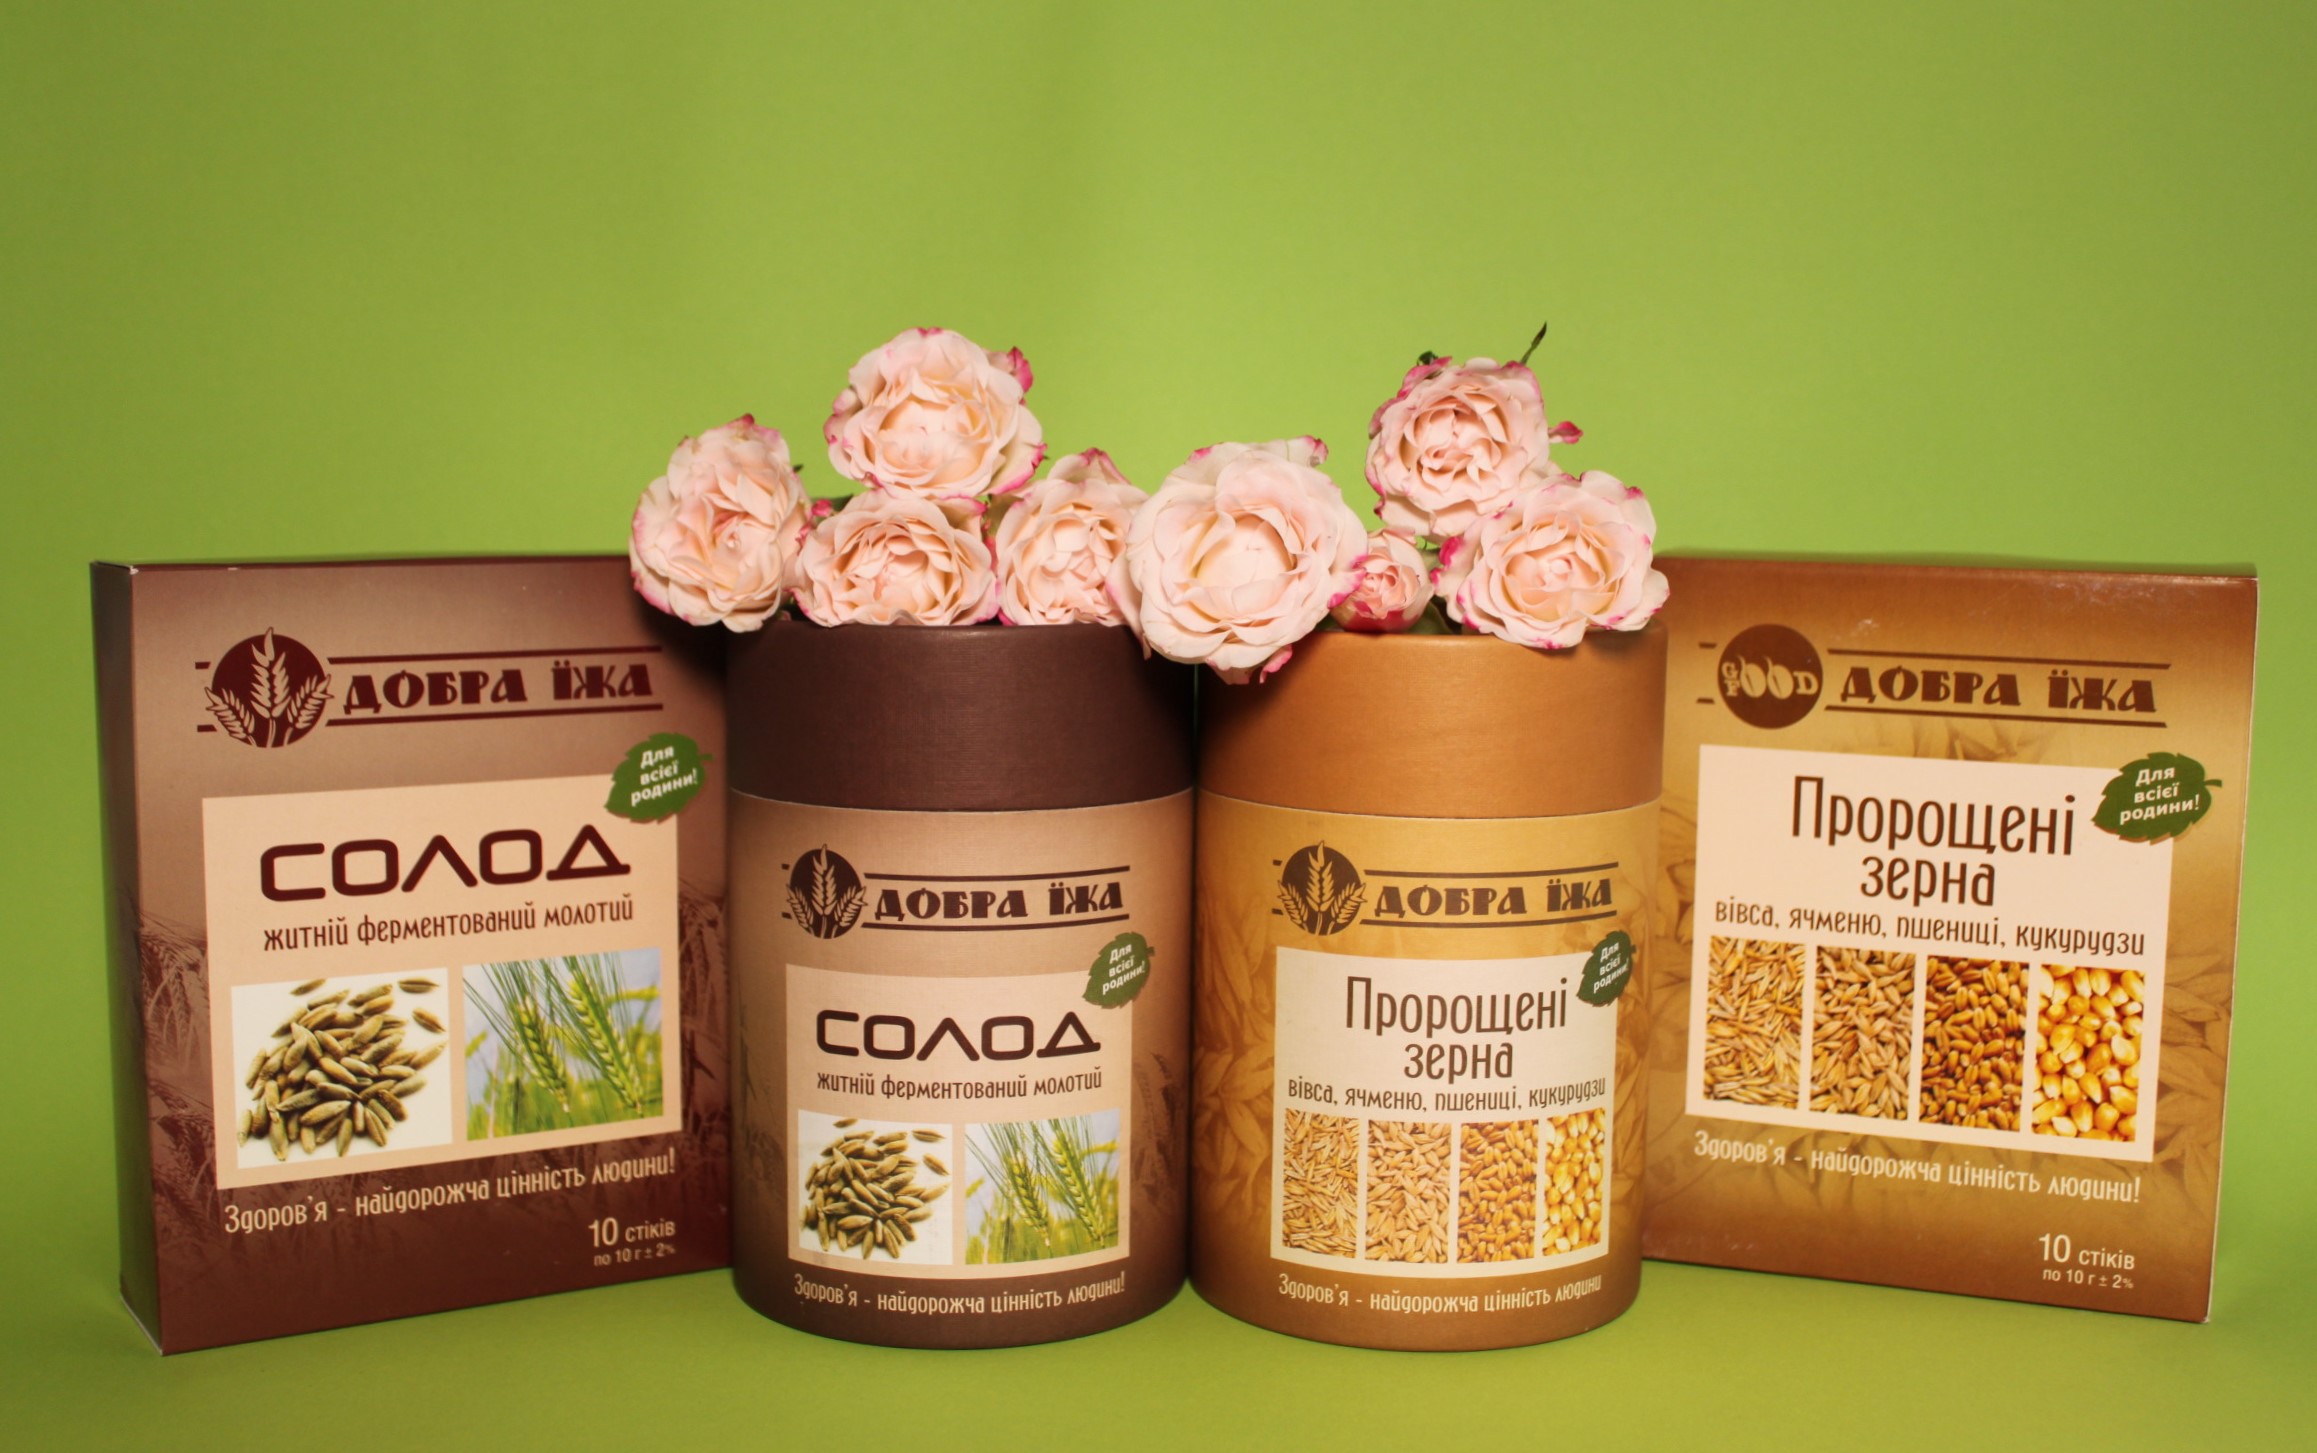 ДОБРА ЇЖА
Для
всієї
родини!
СОЛОД
житній ферментований молотий
Здоров'я - найдорожча цінність людини!
10 стіків
по 10 г ± 2%
ДОБРА ЇЖА
Для
всієї
родини!
СОЛОД
житній ферментований молотий
Здоров'я - найдорожча цінність людини!
ДОБРА ЇЖА
Для
всієї
родини!
Пророщені
зерна
вівса, ячменю, пшениці, кукурудзи
Здоров'я - найдорожча цінність людини
GOOD FOOD ДОБРА ЇЖА
Для
всієї
родини!
Пророщені
зерна
вівса, ячменю, пшениці, кукурудзи
Здоров'я - найдорожча цінність людини!
10 стіків
по 10 г ± 2%